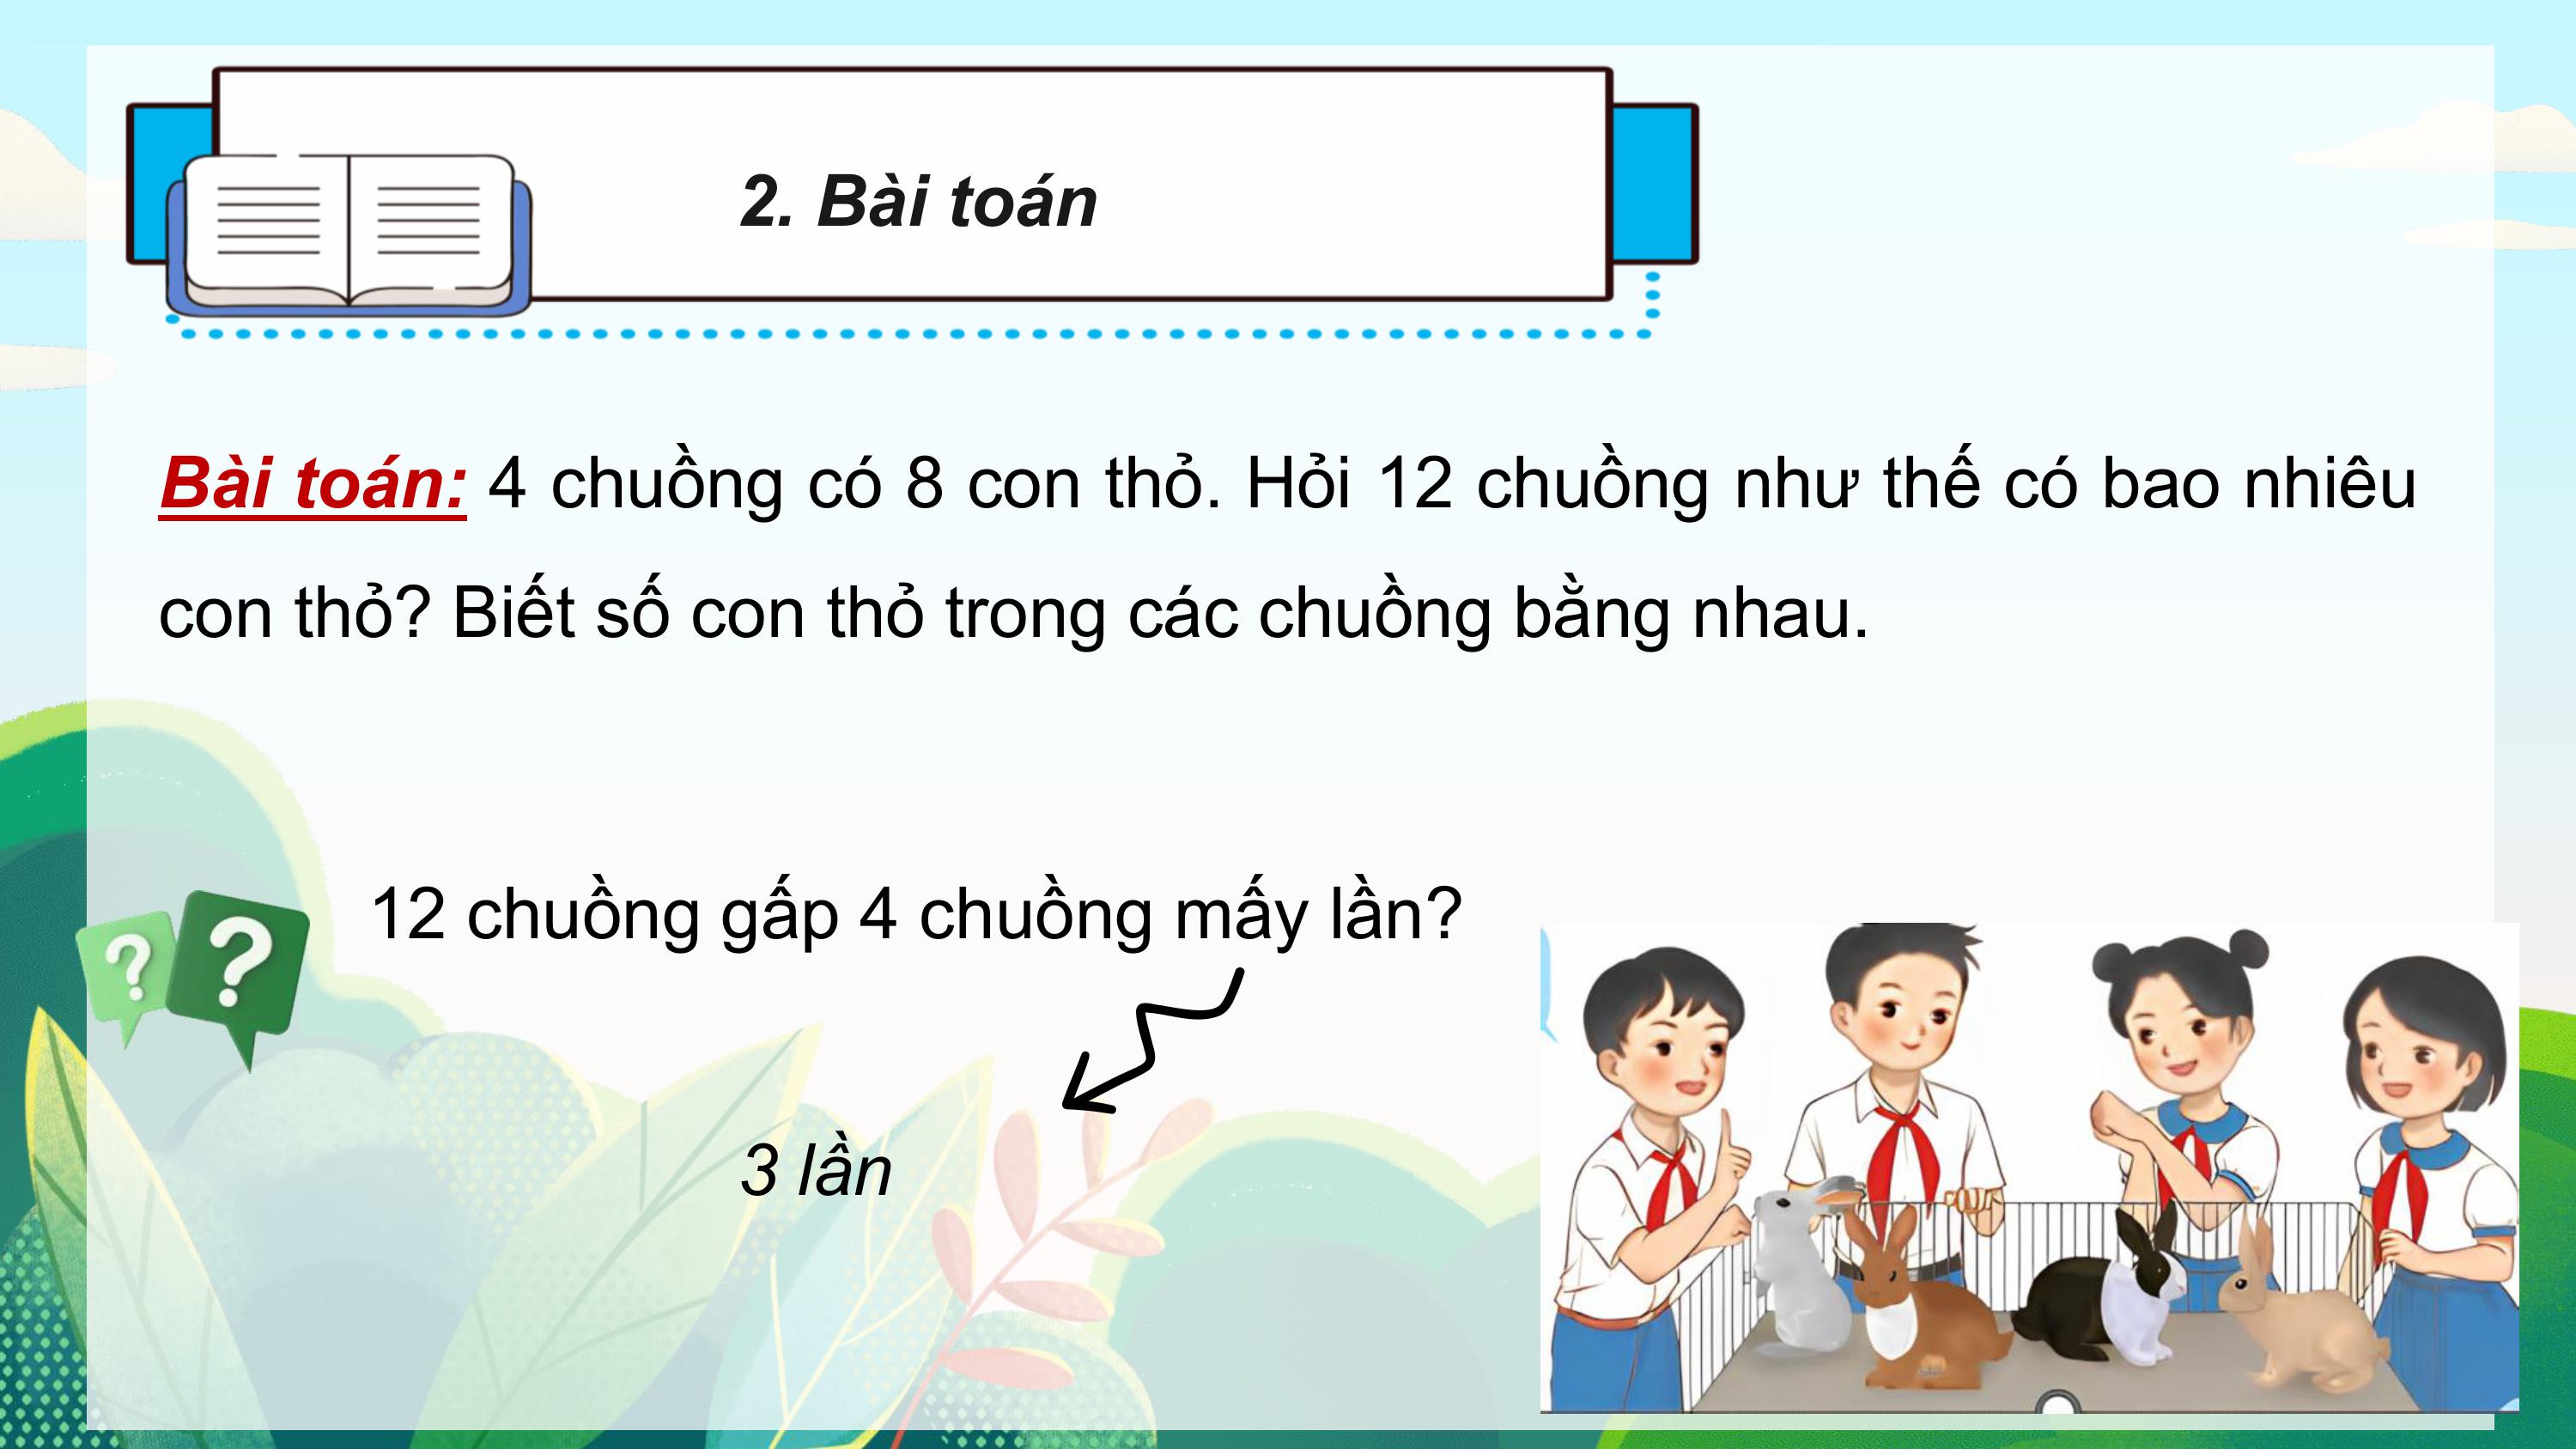 2. Bài toán
Bài toán: 4 chuồng có 8 con thỏ. Hỏi 12 chuồng như thế có bao nhiêu
con thỏ? Biết số con thỏ trong các chuồng bằng nhau.
12 chuồng gấp 4 chuồng mấy lần?
? ?
3 lần